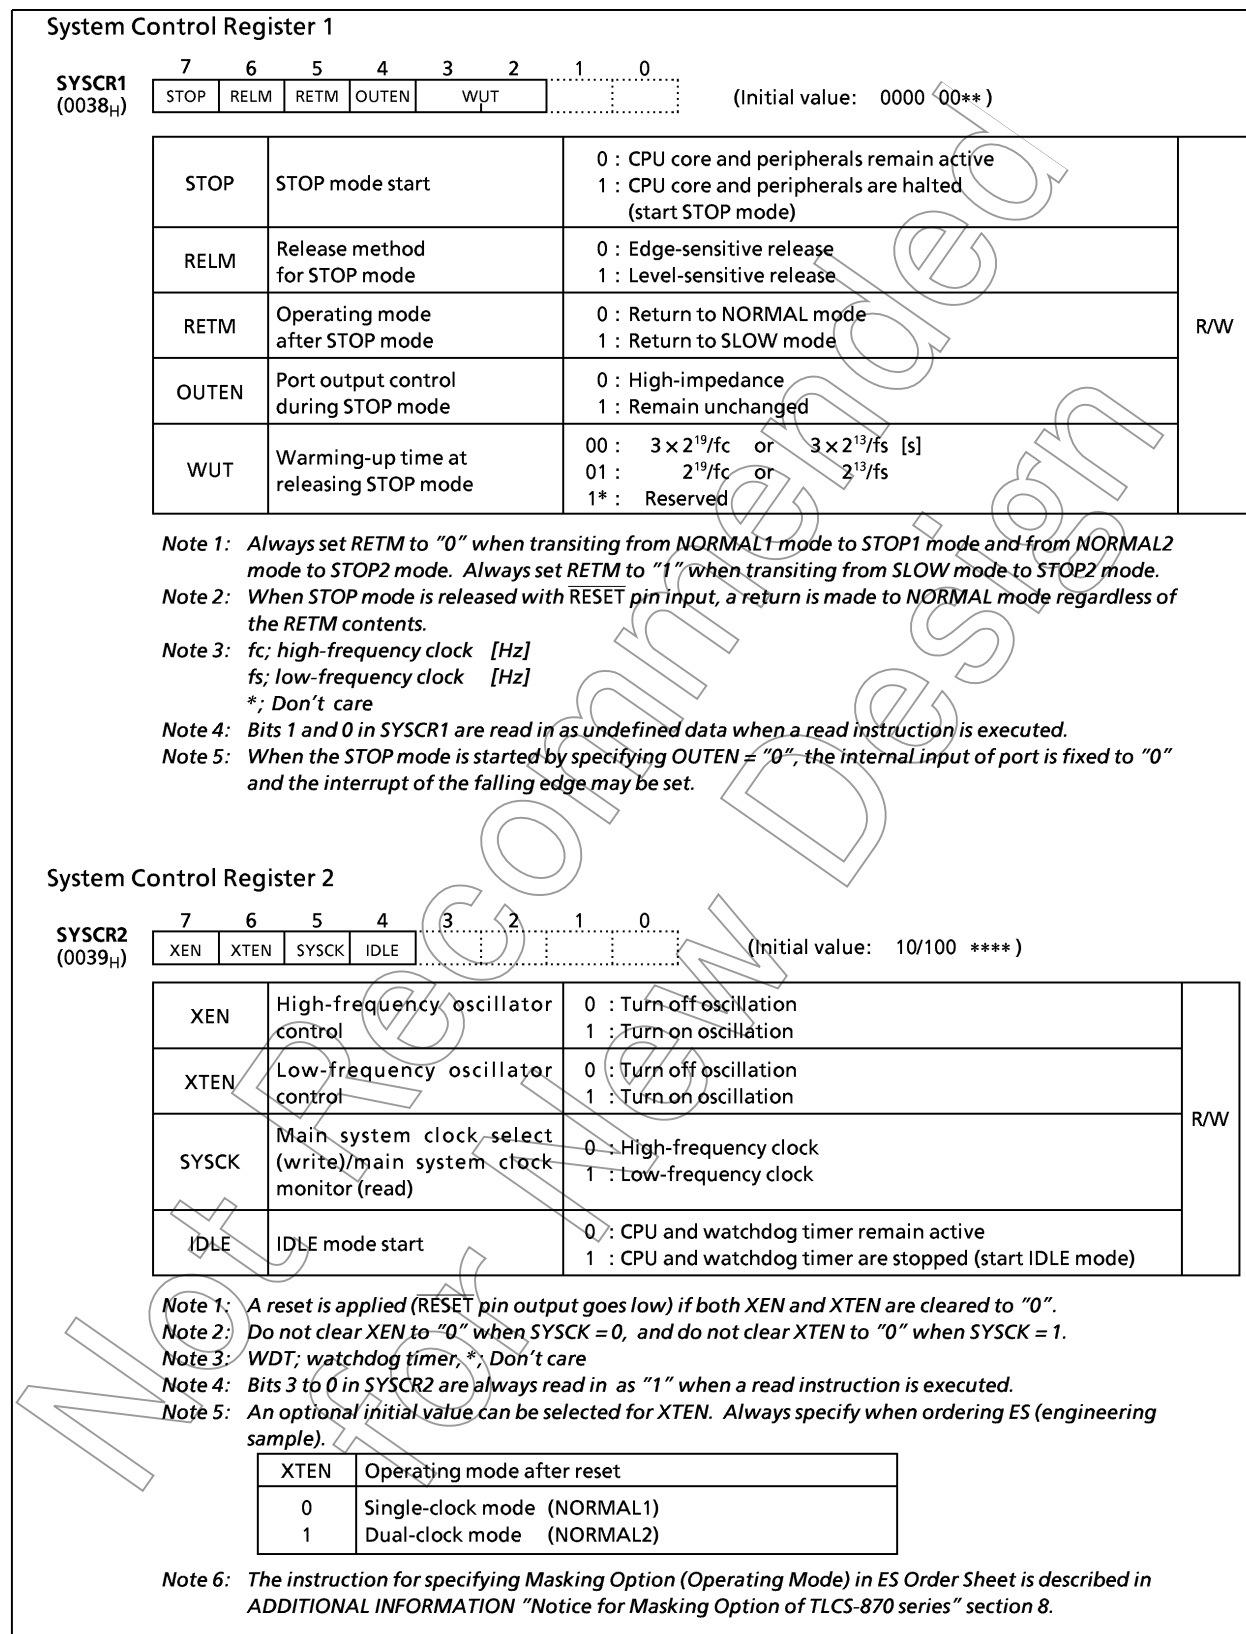 System Control Register 1
7 6 5 4 3 2 1 0
SYSCR1
(0038H)
STOP RELM RETM OUTEN WUT
(Initial value: 0000 00**)
STOP
STOP mode start
0 : CPU core and peripherals remain active
1 : CPU core and peripherals are halted
(start STOP mode)
RELM
Release method
for STOP mode
0 : Edge-sensitive release
1 : Level-sensitive release
RETM
Operating mode
after STOP mode
0 : Return to NORMAL mode
1 : Return to SLOW mode
OUTEN
Port output control
during STOP mode
0 : High-impedance
1 : Remain unchanged
WUT
Warming-up time at
releasing STOP mode
00 : 3 × 2¹⁹/fc or 3 × 2¹³/fs [s]
01 : 2¹⁹/fc or 2¹³/fs
1* : Reserved
R/W
Note 1: Always set RETM to "0" when transiting from NORMAL1 mode to STOP1 mode and from NORMAL2
mode to STOP2 mode. Always set RETM to "1" when transiting from SLOW mode to STOP2 mode.
Note 2: When STOP mode is released with RESET pin input, a return is made to NORMAL mode regardless of
the RETM contents.
Note 3: fc; high-frequency clock [Hz]
fs; low-frequency clock [Hz]
*; Don't care
Note 4: Bits 1 and 0 in SYSCR1 are read in as undefined data when a read instruction is executed.
Note 5: When the STOP mode is started by specifying OUTEN = "0", the internal input of port is fixed to "0"
and the interrupt of the falling edge may be set.
System Control Register 2
7 6 5 4 3 2 1 0
SYSCR2
(0039H)
XEN XTEN SYSCK IDLE
(Initial value: 10/100 ****)
XEN
High-frequency oscillator
control
0 : Turn off oscillation
1 : Turn on oscillation
XTEN
Low-frequency oscillator
control
0 : Turn off oscillation
1 : Turn on oscillation
SYSCK
Main system clock select
(write)/main system clock
monitor (read)
0 : High-frequency clock
1 : Low-frequency clock
IDLE
IDLE mode start
0 : CPU and watchdog timer remain active
1 : CPU and watchdog timer are stopped (start IDLE mode)
R/W
Note 1: A reset is applied (RESET pin output goes low) if both XEN and XTEN are cleared to "0".
Note 2: Do not clear XEN to "0" when SYSCK = 0, and do not clear XTEN to "0" when SYSCK = 1.
Note 3: WDT; watchdog timer, *; Don't care
Note 4: Bits 3 to 0 in SYSCR2 are always read in as "1" when a read instruction is executed.
Note 5: An optional initial value can be selected for XTEN. Always specify when ordering ES (engineering
sample).
XTEN Operating mode after reset
0 Single-clock mode (NORMAL1)
1 Dual-clock mode (NORMAL2)
Note 6: The instruction for specifying Masking Option (Operating Mode) in ES Order Sheet is described in
ADDITIONAL INFORMATION "Notice for Masking Option of TLCS-870 series" section 8.
Not Recommended
for New Design